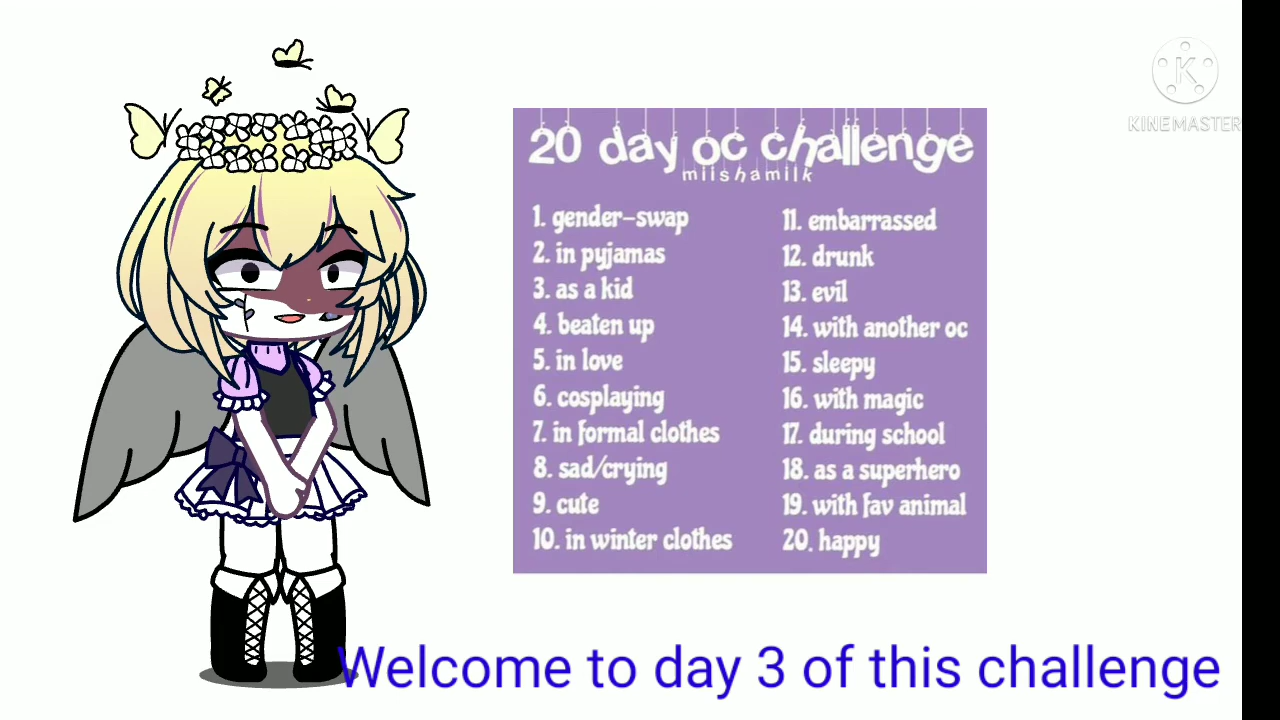 KINEMASTER
20 day oc challenge
miishamilk
1. gender-swap
2. in pyjamas
3. as a kid
4. beaten up
5. in love
6. cosplaying
7. in formal clothes
8. sad/crying
9. cute
10. in winter clothes
11. embarrassed
12. drunk
13. evil
14. with another oc
15. sleepy
16. with magic
17. during school
18. as a superhero
19. with fav animal
20. happy
Welcome to day 3 of this challenge